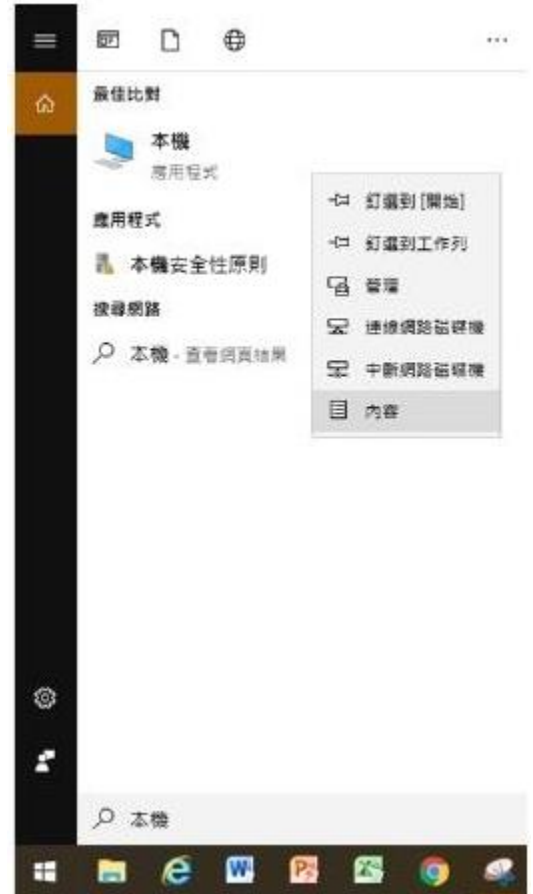 最佳比對
本機
應用程式
釘選到 [開始]
釘選到工作列
管理
連線網路磁碟機
中斷網路磁碟機
內容
應用程式
本機安全性原則
搜尋網路
本機 - 查看網頁結果
本機